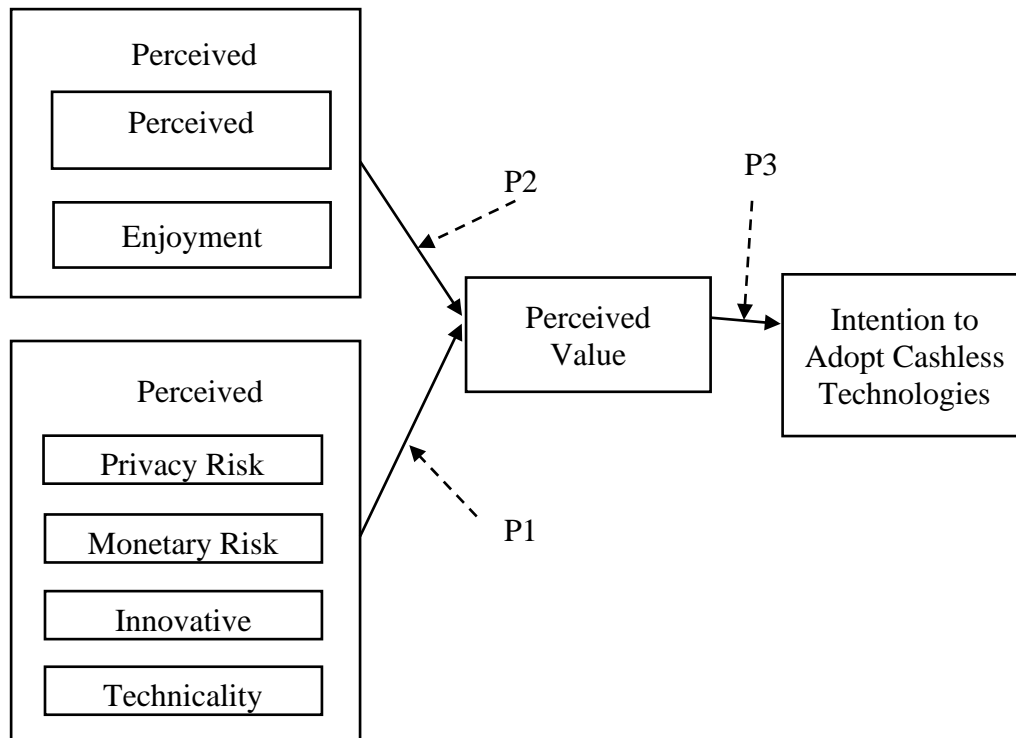 Perceived
Perceived
Enjoyment
P2
P3
Perceived
Value
Intention to
Adopt Cashless
Technologies
Perceived
Privacy Risk
Monetary Risk
Innovative
Technicality
P1